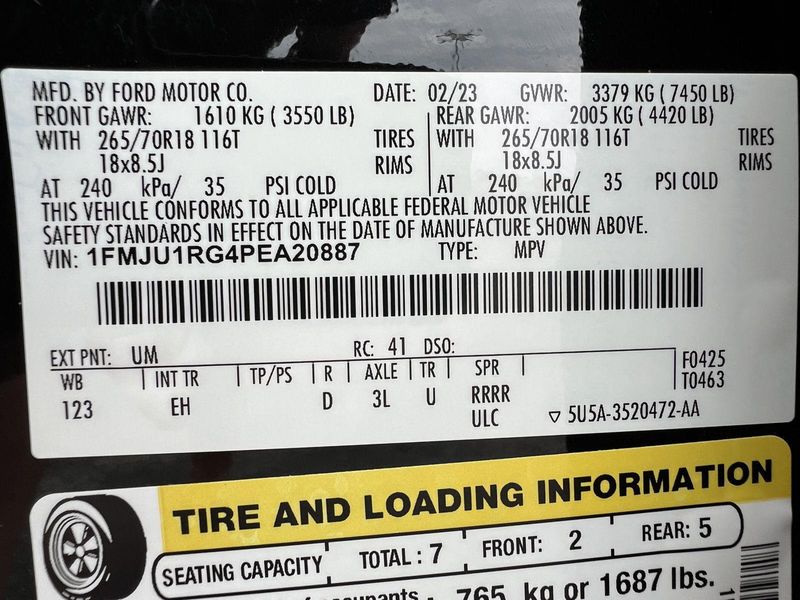 MFD. BY FORD MOTOR CO. DATE: 02/23 GVWR: 3379 KG ( 7450 LB)
FRONT GAWR: 1610 KG ( 3550 LB) REAR GAWR: 2005 KG ( 4420 LB)
WITH 265/70R18 116T TIRES WITH 265/70R18 116T TIRES
18x8.5J RIMS 18x8.5J RIMS
AT 240 kPa/ 35 PSI COLD AT 240 kPa/ 35 PSI COLD
THIS VEHICLE CONFORMS TO ALL APPLICABLE FEDERAL MOTOR VEHICLE
SAFETY STANDARDS IN EFFECT ON THE DATE OF MANUFACTURE SHOWN ABOVE.
VIN: 1FMJU1RG4PEA20887 TYPE: MPV
EXT PNT: UM RC: 41 DSO:
WB INT TR TP/PS R AXLE TR SPR F0425
T0463
123 EH D 3L U RRRR
ULC 5U5A-3520472-AA
TIRE AND LOADING INFORMATION
SEATING CAPACITY TOTAL : 7 FRONT: 2 REAR: 5
765 kg or 1687 lbs.